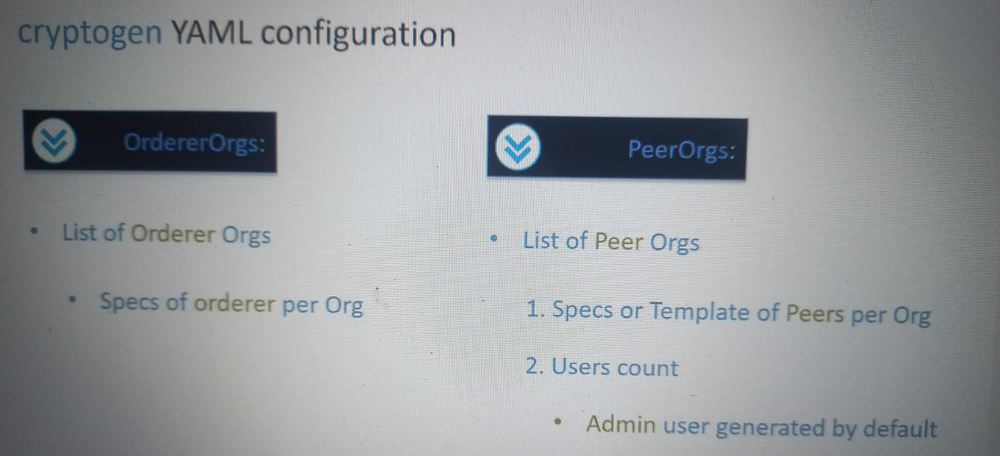 cryptogen YAML configuration
OrdererOrgs:
List of Orderer Orgs
Specs of orderer per Org
PeerOrgs:
List of Peer Orgs
1. Specs or Template of Peers per Org
2. Users count
Admin user generated by default